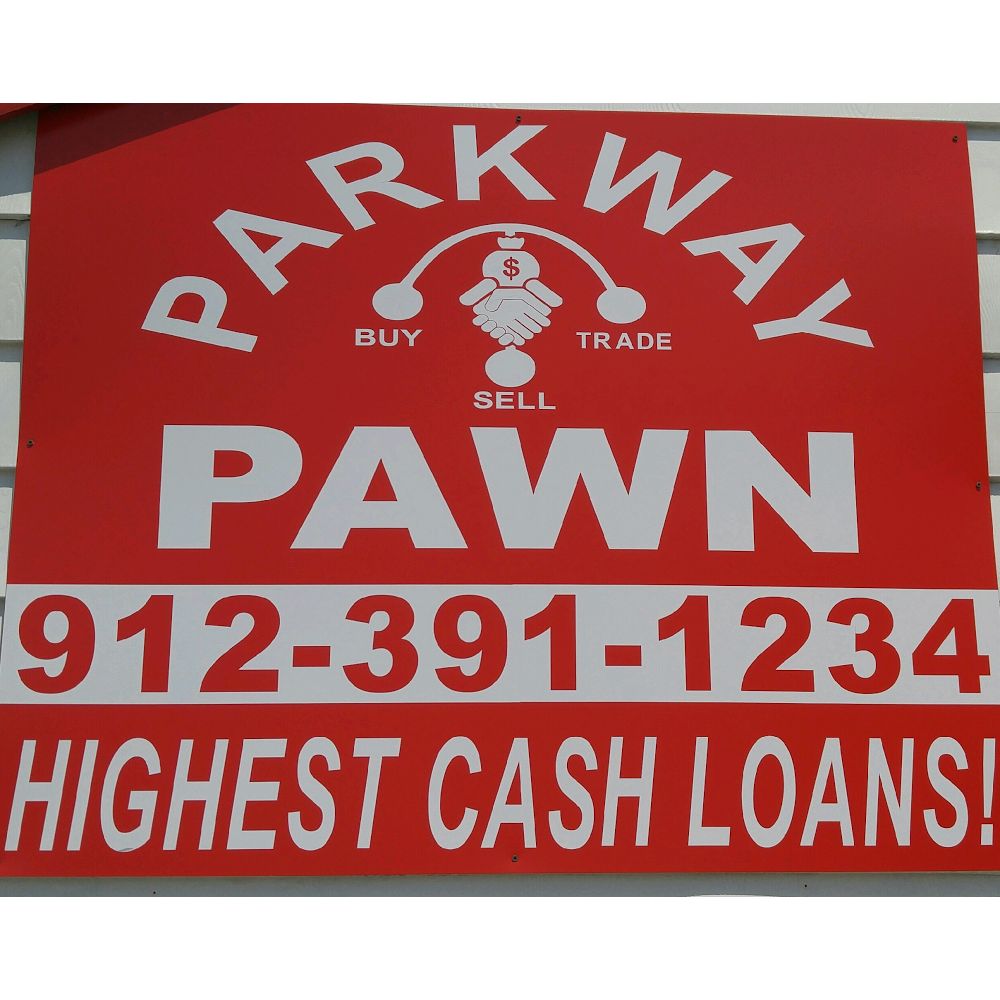 PARKWAY
$
BUY
TRADE
SELL
PAWN
912-391-1234
HIGHEST CASH LOANS!